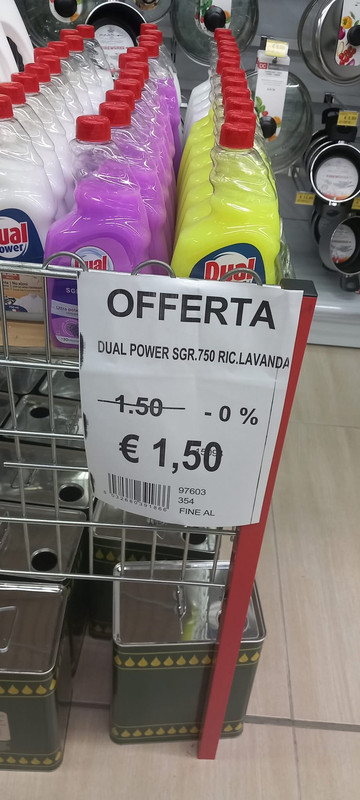 Dual
Power
Dual
OFFERTA
DUAL POWER SGR.750 RIC.LAVANDA
1.50 - 0 %
€ 1,50
97603
354
FINE AL